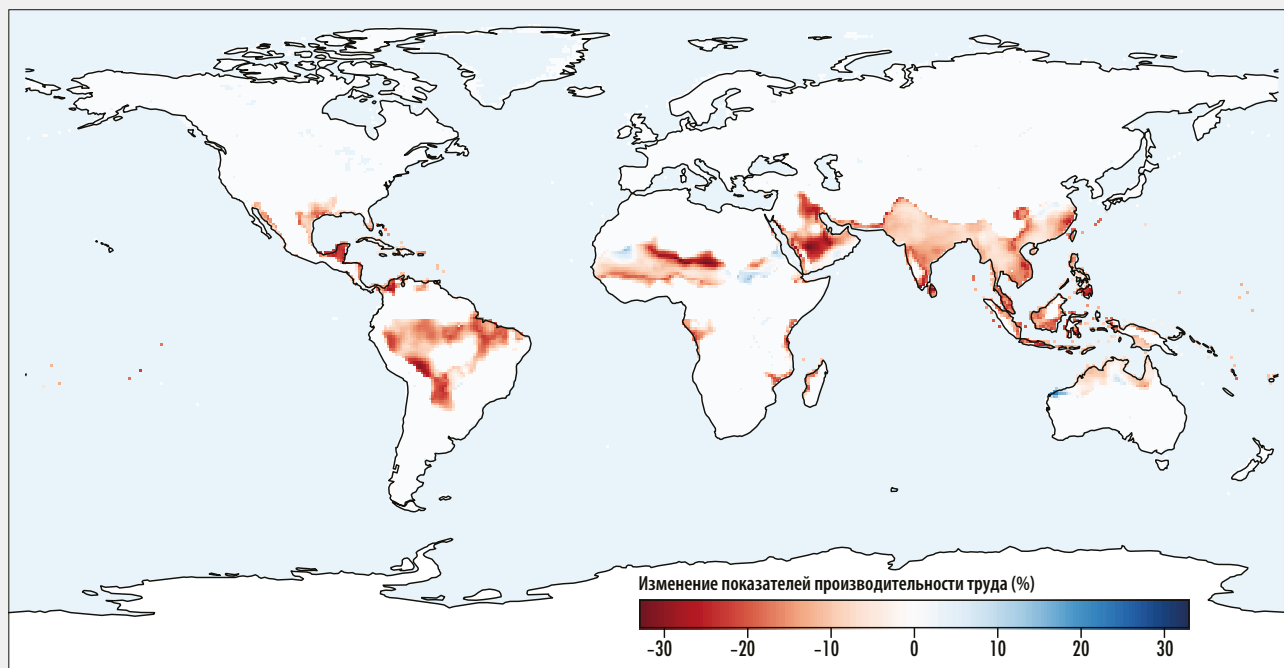 Изменение показателей производительности труда (%)
−30 −20 −10 0 10 20 30